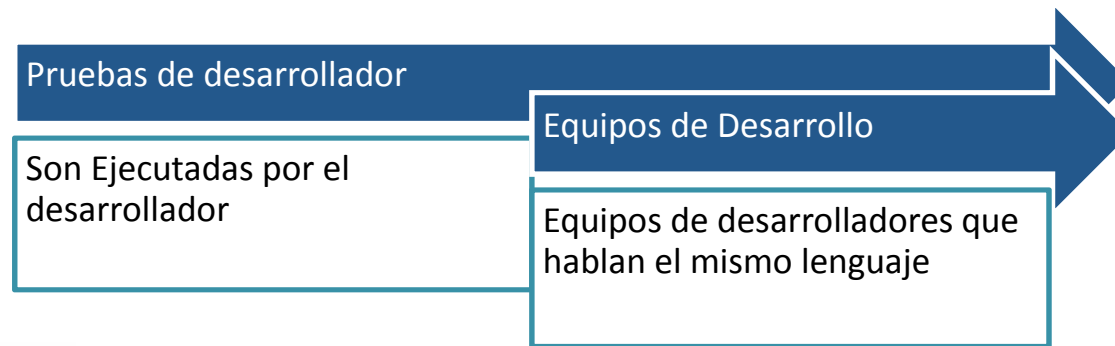 Pruebas de desarrollador
Son Ejecutadas por el
desarrollador
Equipos de Desarrollo
Equipos de desarrolladores que
hablan el mismo lenguaje